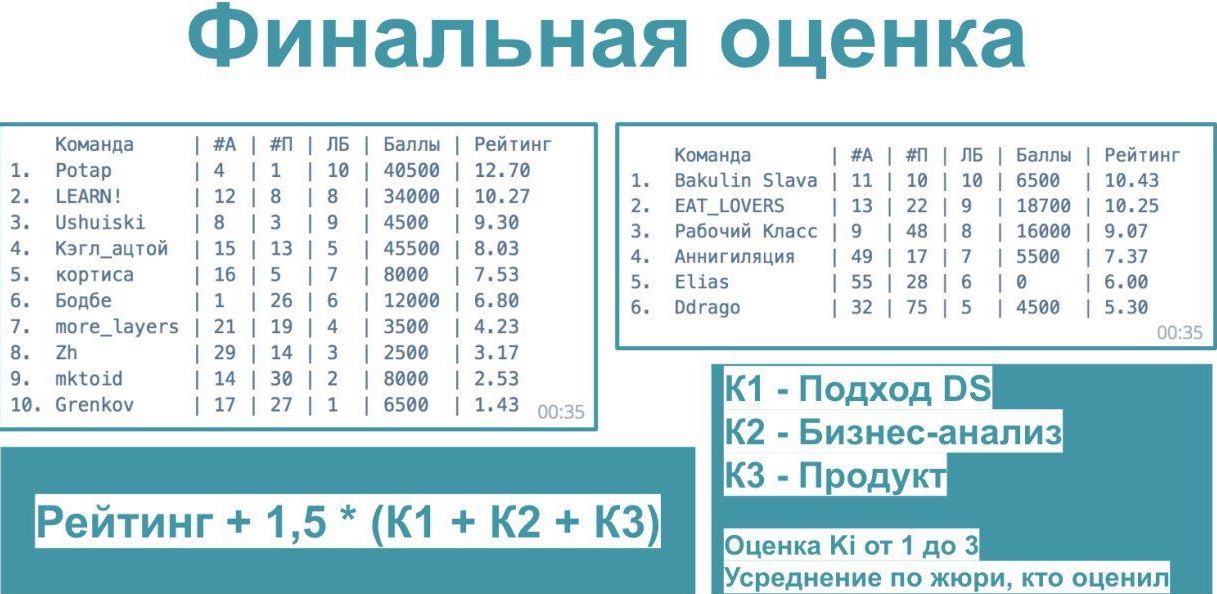 Финальная оценка
Команда | #А | #П | ЛБ | Баллы | Рейтинг
1. Potap | 4 | 1 | 10 | 40500 | 12.70
2. LEARN! | 12 | 8 | 8 | 34000 | 10.27
3. Ushuiski | 8 | 3 | 9 | 4500 | 9.30
4. Кэгл_ацтой | 15 | 13 | 5 | 45500 | 8.03
5. кортиса | 16 | 5 | 7 | 8000 | 7.53
6. Бодбе | 1 | 26 | 6 | 12000 | 6.80
7. more_layers | 21 | 19 | 4 | 3500 | 4.23
8. Zh | 29 | 14 | 3 | 2500 | 3.17
9. mktoid | 14 | 30 | 2 | 8000 | 2.53
10. Grenkov | 17 | 27 | 1 | 6500 | 1.43
00:35
Команда | #А | #П | ЛБ | Баллы | Рейтинг
1. Bakulin Slava | 11 | 10 | 10 | 6500 | 10.43
2. EAT_LOVERS | 13 | 22 | 9 | 18700 | 10.25
3. Рабочий Класс | 9 | 48 | 8 | 16000 | 9.07
4. Аннигиляция | 49 | 17 | 7 | 5500 | 7.37
5. Elias | 55 | 28 | 6 | 0 | 6.00
6. Ddrago | 32 | 75 | 5 | 4500 | 5.30
00:35
Рейтинг + 1,5 * (К1 + К2 + К3)
К1 - Подход DS
К2 - Бизнес-анализ
К3 - Продукт
Оценка Ki от 1 до 3
Усреднение по жюри, кто оценил